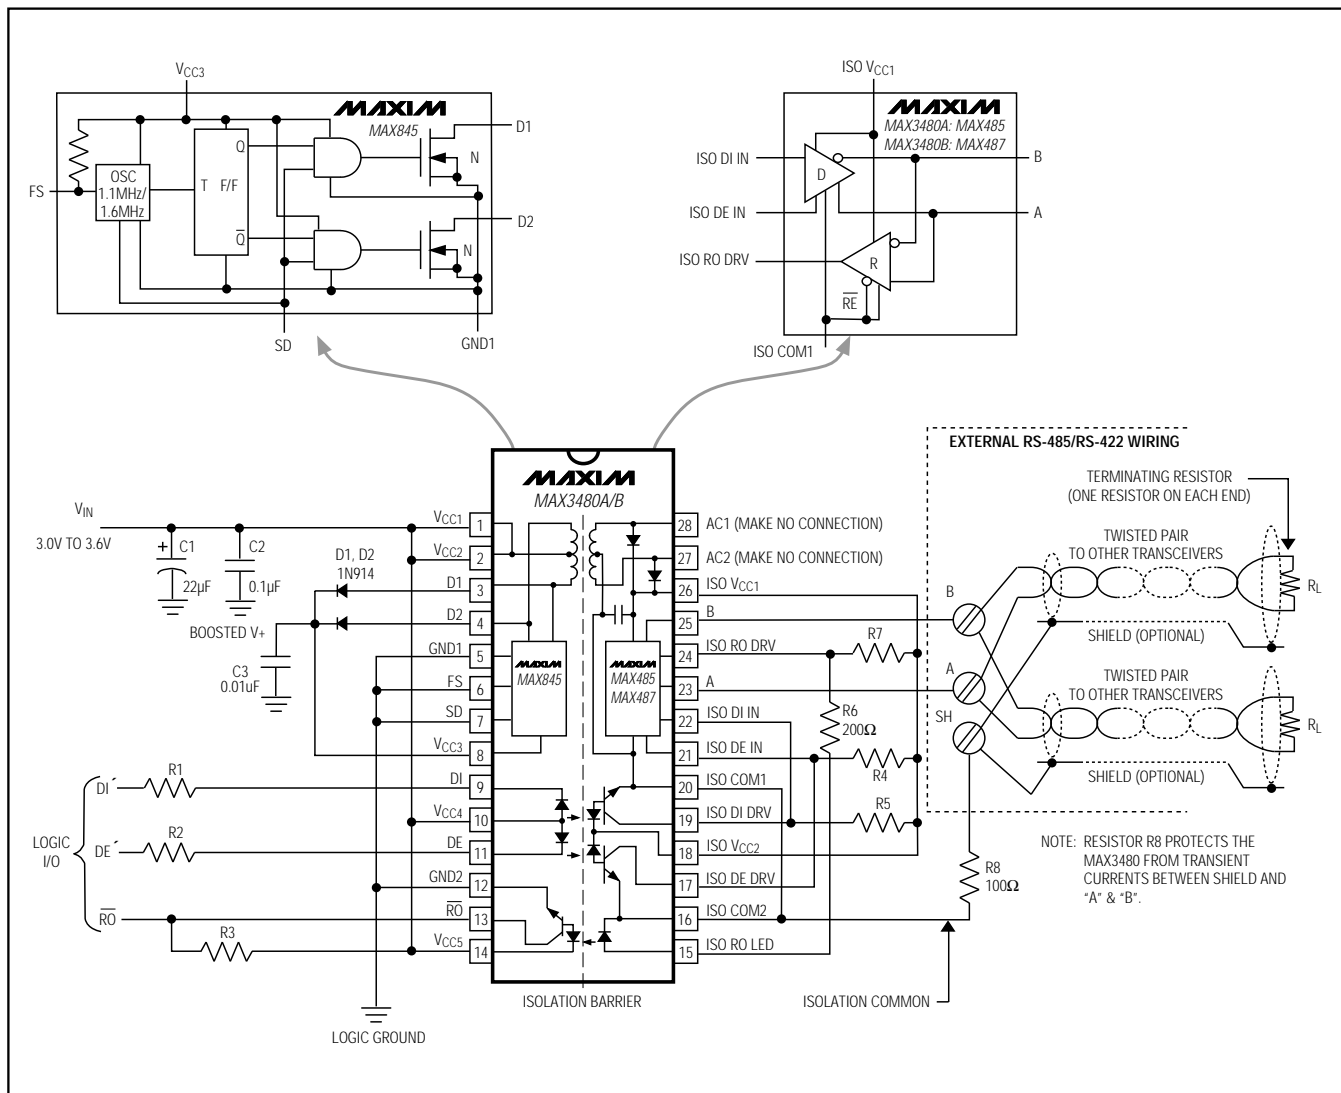 VCC3
MAXIM
MAX845
D1
Q
N
OSC
1.1MHz/
1.6MHz
T F/F
FS
D2
Q
N
SD
GND1
ISO VCC1
MAXIM
MAX3480A: MAX485
MAX3480B: MAX487
ISO DI IN
B
D
ISO DE IN
A
ISO RO DRV
R
RE
ISO COM1
MAXIM
MAX3480A/B
VIN
3.0V TO 3.6V
C1
+
22µF
C2
0.1µF
D1, D2
1N914
BOOSTED V+
C3
0.01uF
VCC1
1
VCC2
2
D1
3
D2
4
GND1
5
FS
6
SD
7
VCC3
8
DI
9
VCC4
10
DE
11
GND2
12
RO
13
VCC5
14
MAXIM
MAX845
MAXIM
MAX485
MAX487
28
AC1 (MAKE NO CONNECTION)
27
AC2 (MAKE NO CONNECTION)
26
ISO VCC1
25
B
24
ISO RO DRV
23
A
22
ISO DI IN
21
ISO DE IN
20
ISO COM1
19
ISO DI DRV
18
ISO VCC2
17
ISO DE DRV
16
ISO COM2
15
ISO RO LED
R7
R6
200Ω
R4
R5
LOGIC
I/O
DI´
R1
DE´
R2
RO
R3
LOGIC GROUND
ISOLATION BARRIER
ISOLATION COMMON
EXTERNAL RS-485/RS-422 WIRING
TERMINATING RESISTOR
(ONE RESISTOR ON EACH END)
TWISTED PAIR
TO OTHER TRANSCEIVERS
B
RL
SHIELD (OPTIONAL)
A
TWISTED PAIR
TO OTHER TRANSCEIVERS
SH
RL
SHIELD (OPTIONAL)
R8
100Ω
NOTE: RESISTOR R8 PROTECTS THE
MAX3480 FROM TRANSIENT
CURRENTS BETWEEN SHIELD AND
“A” & “B”.